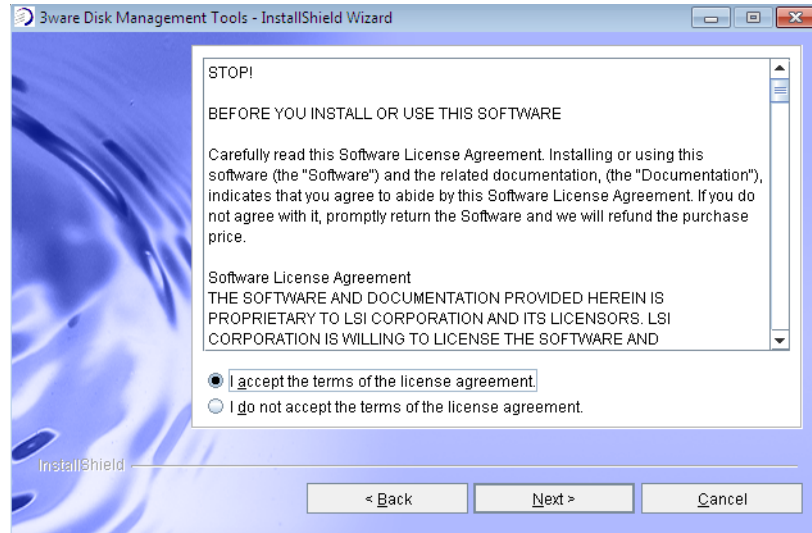 3ware Disk Management Tools - InstallShield Wizard
STOP!
BEFORE YOU INSTALL OR USE THIS SOFTWARE
Carefully read this Software License Agreement. Installing or using this
software (the "Software") and the related documentation, (the "Documentation"),
indicates that you agree to abide by this Software License Agreement. If you do
not agree with it, promptly return the Software and we will refund the purchase
price.
Software License Agreement
THE SOFTWARE AND DOCUMENTATION PROVIDED HEREIN IS
PROPRIETARY TO LSI CORPORATION AND ITS LICENSORS. LSI
CORPORATION IS WILLING TO LICENSE THE SOFTWARE AND
I accept the terms of the license agreement.
I do not accept the terms of the license agreement.
InstallShield
< Back
Next >
Cancel